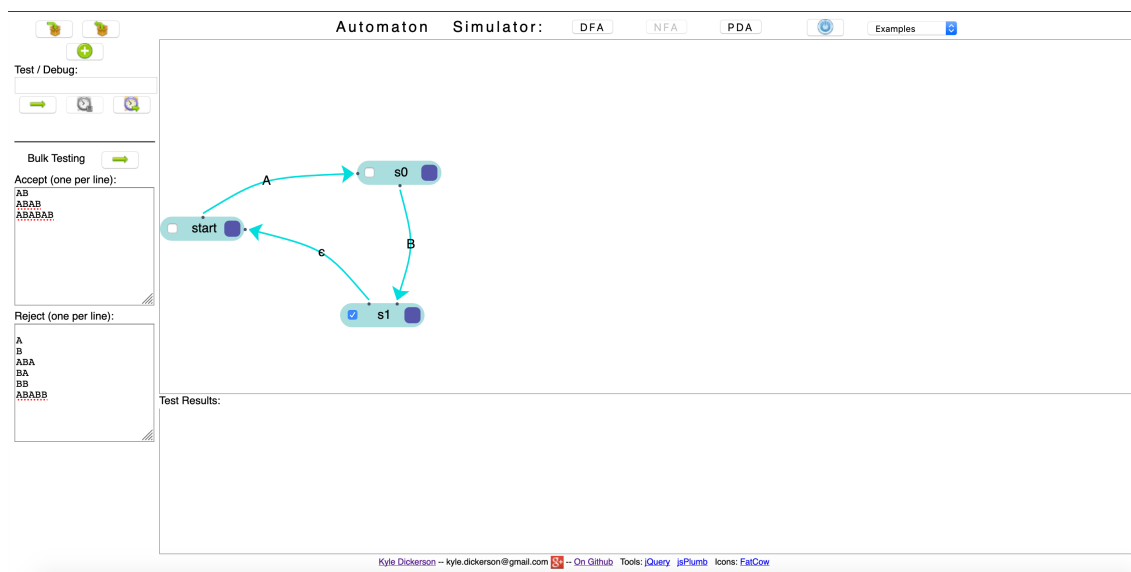 Automaton Simulator: DFA NFA PDA Examples
Test / Debug:
Bulk Testing
Accept (one per line):
AB
ABAB
ABABAB
Reject (one per line):
A
B
ABA
BA
BB
ABABB
A
s0
start
B
c
s1
Test Results:
Kyle Dickerson -- kyle.dickerson@gmail.com g+ -- On Github Tools: jQuery jsPlumb Icons: FatCow